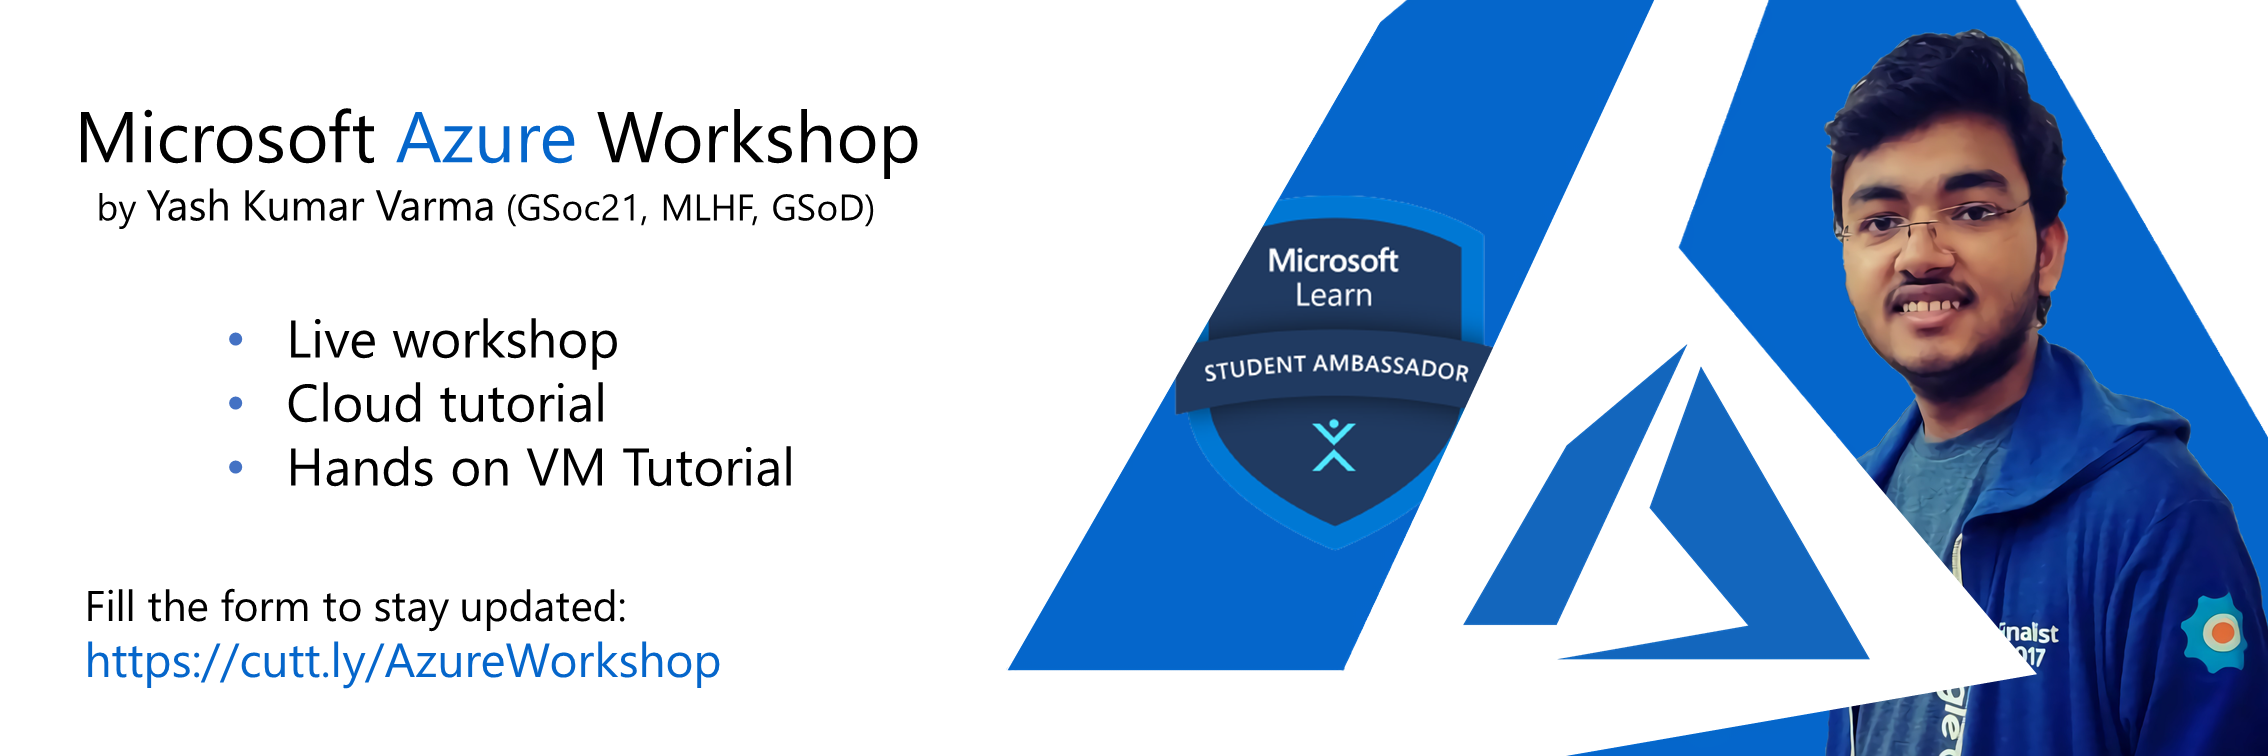 Microsoft Azure Workshop
by Yash Kumar Varma (GSoc21, MLHF, GSoD)
• Live workshop
• Cloud tutorial
• Hands on VM Tutorial
Fill the form to stay updated:
https://cutt.ly/AzureWorkshop
Microsoft
Learn
STUDENT AMBASSADOR